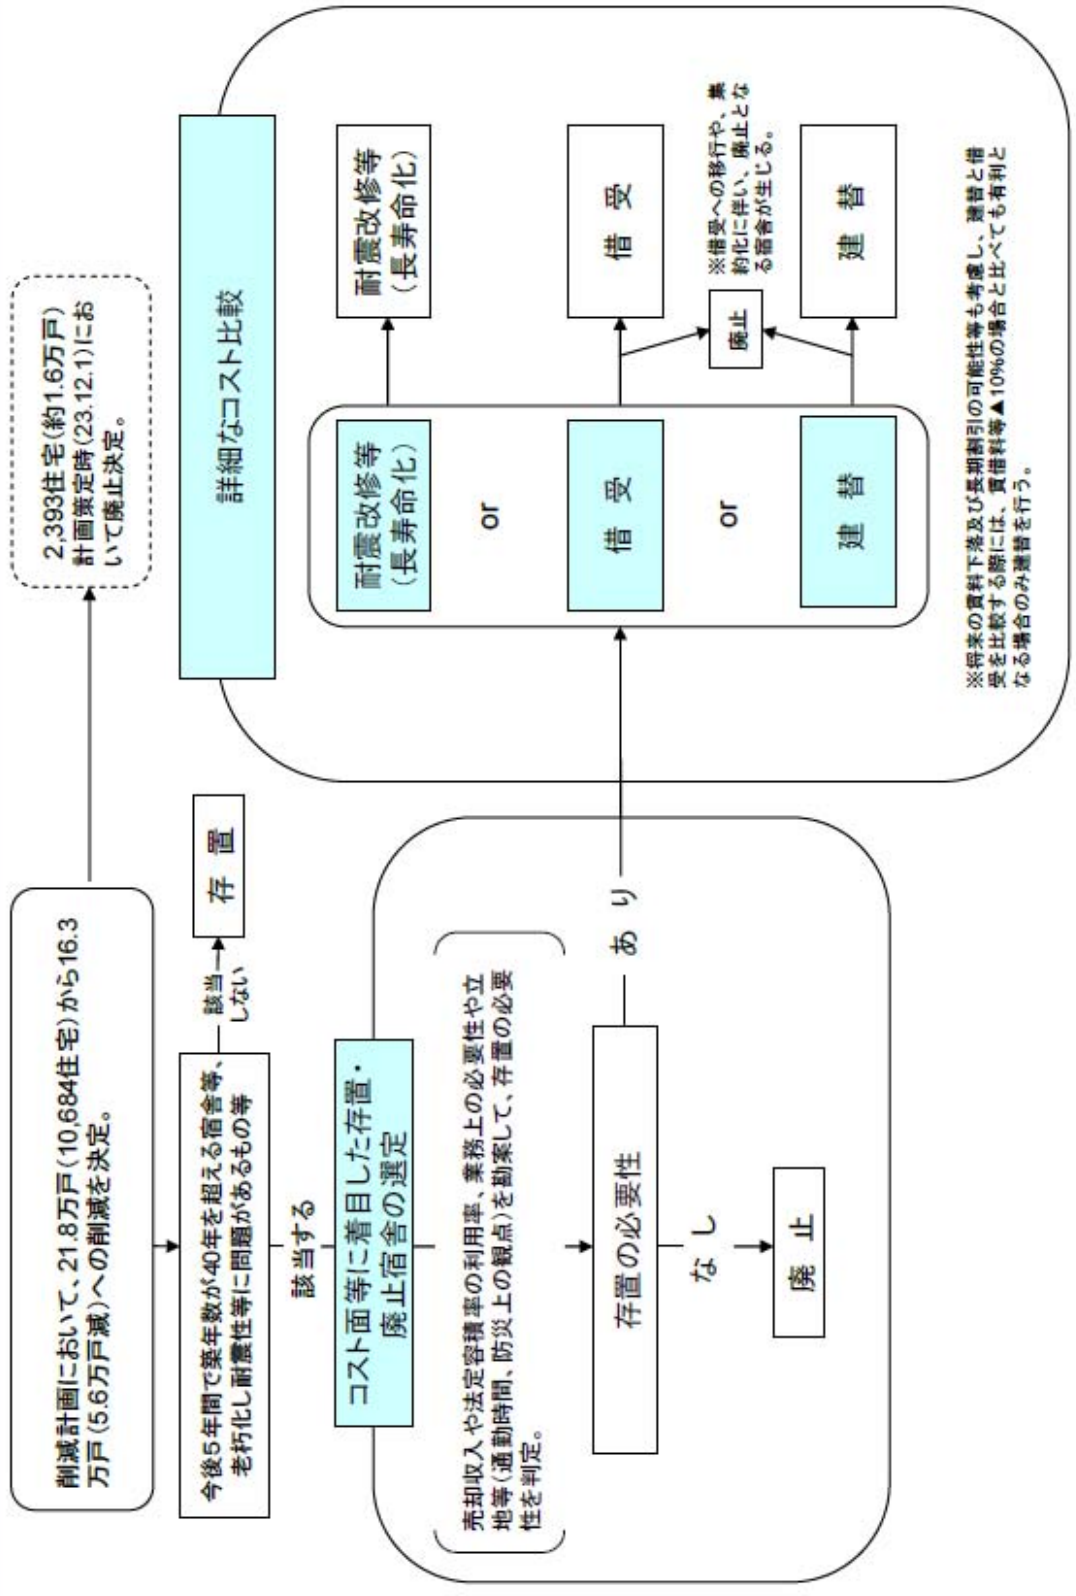 削減計画において、21.8万戸(10,684住宅)から16.3
万戸(5.6万戸減)への削減を決定。
2,393住宅(約1.6万戸)
計画策定時(23.12.1)にお
いて廃止決定。
今後5年間で築年数が40年を超える宿舎等、
老朽化し耐震性等に問題があるもの等
該当
しない
存 置
該当する
コスト面等に着目した存置・
廃止宿舎の選定
売却収入や法定容積率の利用率、業務上の必要性や立
地等(通勤時間、防災上の観点)を勘案して、存置の必要
性を判定。
存置の必要性
あ り
な し
廃 止
詳細なコスト比較
耐震改修等
(長寿命化)
or
借 受
or
建 替
耐震改修等
(長寿命化)
借 受
廃止
※借受への移行や、集
約化に伴い、廃止とな
る宿舎が生じる。
建 替
※将来の賃料下落及び長期割引の可能性等も考慮し、建替と借
受を比較する際には、賃借料等▲10%の場合と比べても有利と
なる場合のみ建替を行う。